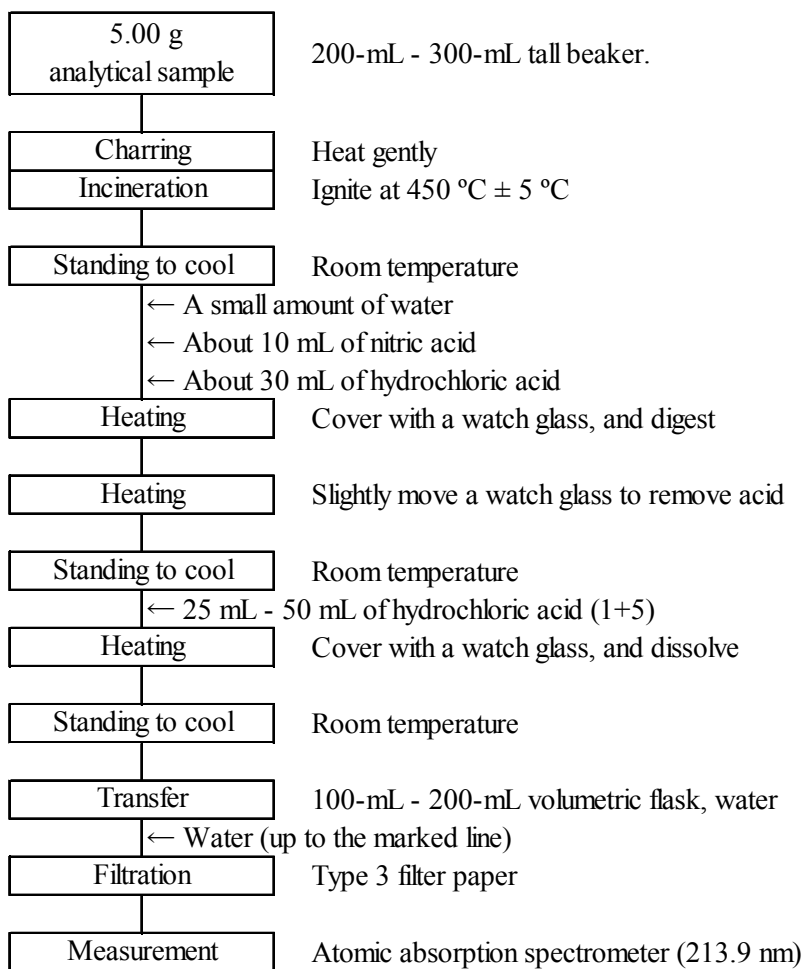 5.00 g
analytical sample
200-mL - 300-mL tall beaker.
Charring
Heat gently
Incineration
Ignite at 450 ºC ± 5 ºC
Standing to cool
Room temperature
← A small amount of water
← About 10 mL of nitric acid
← About 30 mL of hydrochloric acid
Heating
Cover with a watch glass, and digest
Heating
Slightly move a watch glass to remove acid
Standing to cool
Room temperature
← 25 mL - 50 mL of hydrochloric acid (1+5)
Heating
Cover with a watch glass, and dissolve
Standing to cool
Room temperature
Transfer
100-mL - 200-mL volumetric flask, water
← Water (up to the marked line)
Filtration
Type 3 filter paper
Measurement
Atomic absorption spectrometer (213.9 nm)